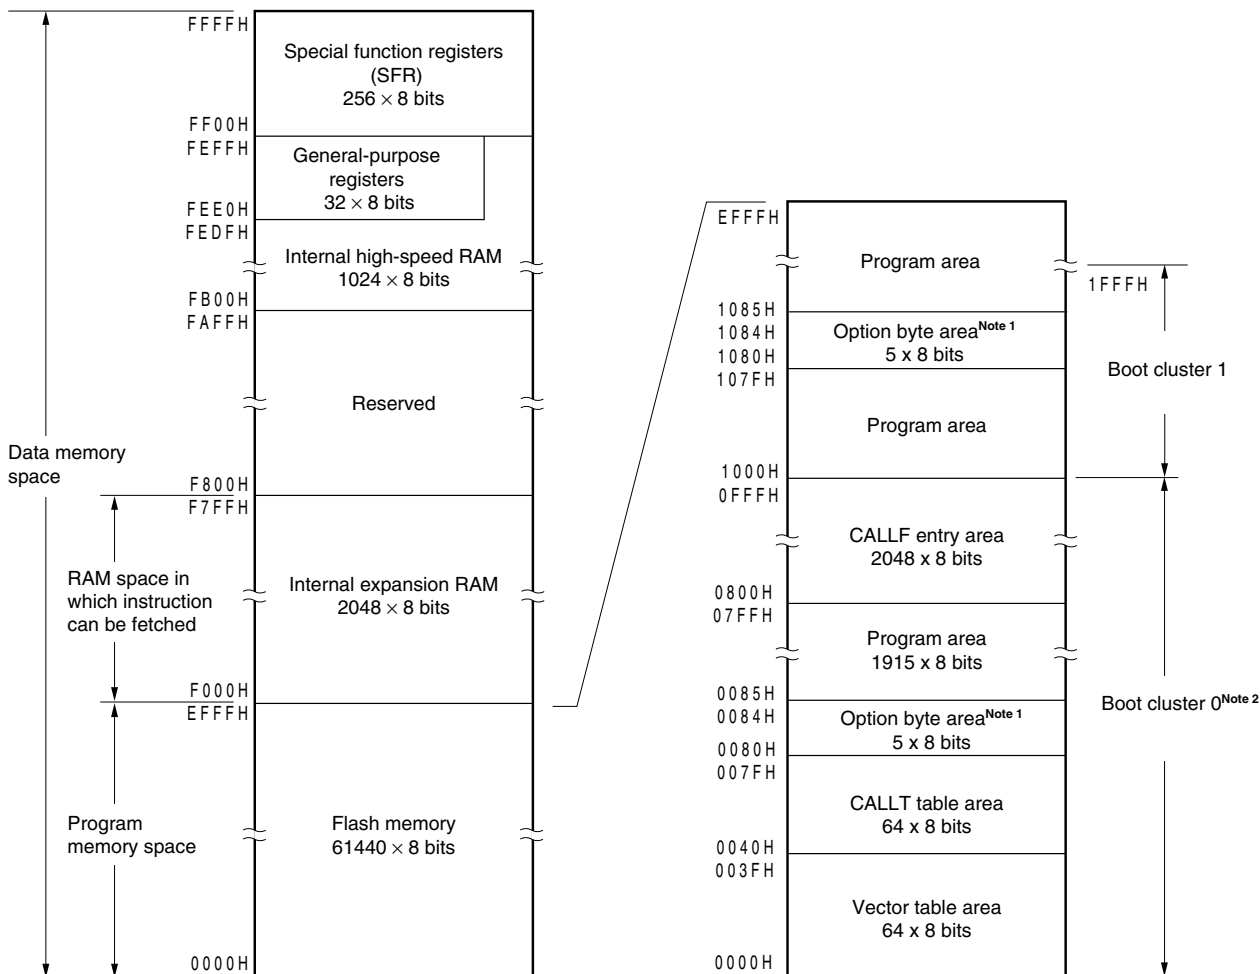 FFFFH
Special function registers
(SFR)
256 × 8 bits
FF00H
FEFFH
General-purpose
registers
32 × 8 bits
FEE0H
FEDFH
Internal high-speed RAM
1024 × 8 bits
FB00H
FAFFH
Reserved
Data memory
space
F800H
F7FFH
RAM space in
which instruction
can be fetched
Internal expansion RAM
2048 × 8 bits
F000H
EFFFH
Program
memory space
Flash memory
61440 × 8 bits
0000H
EFFFH
Program area
1FFFH
1085H
1084H
Option byte area Note 1
5 x 8 bits
1080H
107FH
Boot cluster 1
Program area
1000H
0FFFH
CALLF entry area
2048 x 8 bits
0800H
07FFH
Program area
1915 x 8 bits
0085H
0084H
Option byte area Note 1
5 x 8 bits
Boot cluster 0 Note 2
0080H
007FH
CALLT table area
64 x 8 bits
0040H
003FH
Vector table area
64 x 8 bits
0000H